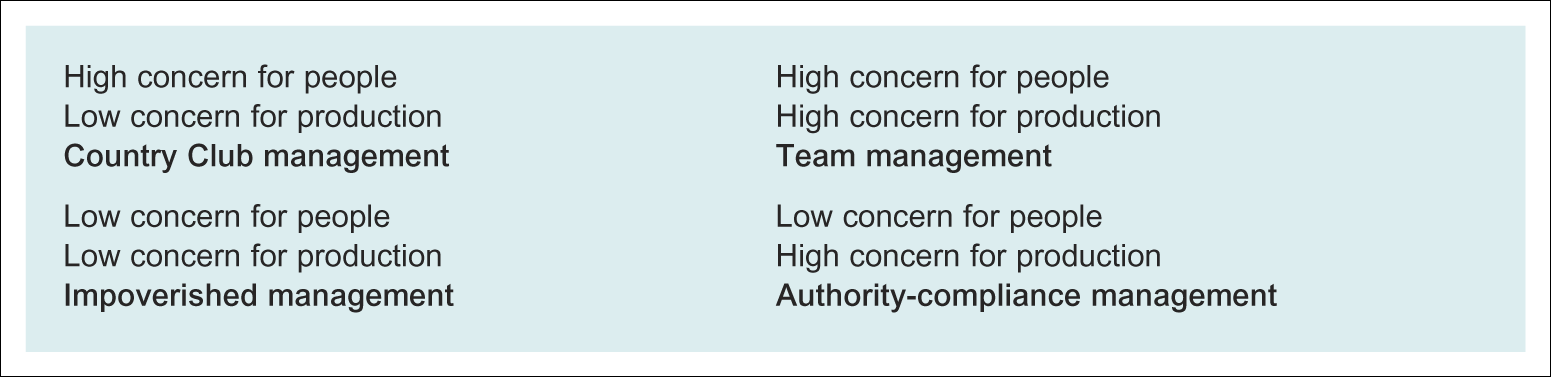 High concern for people
Low concern for production
Country Club management
High concern for people
High concern for production
Team management
Low concern for people
Low concern for production
Impoverished management
Low concern for people
High concern for production
Authority-compliance management